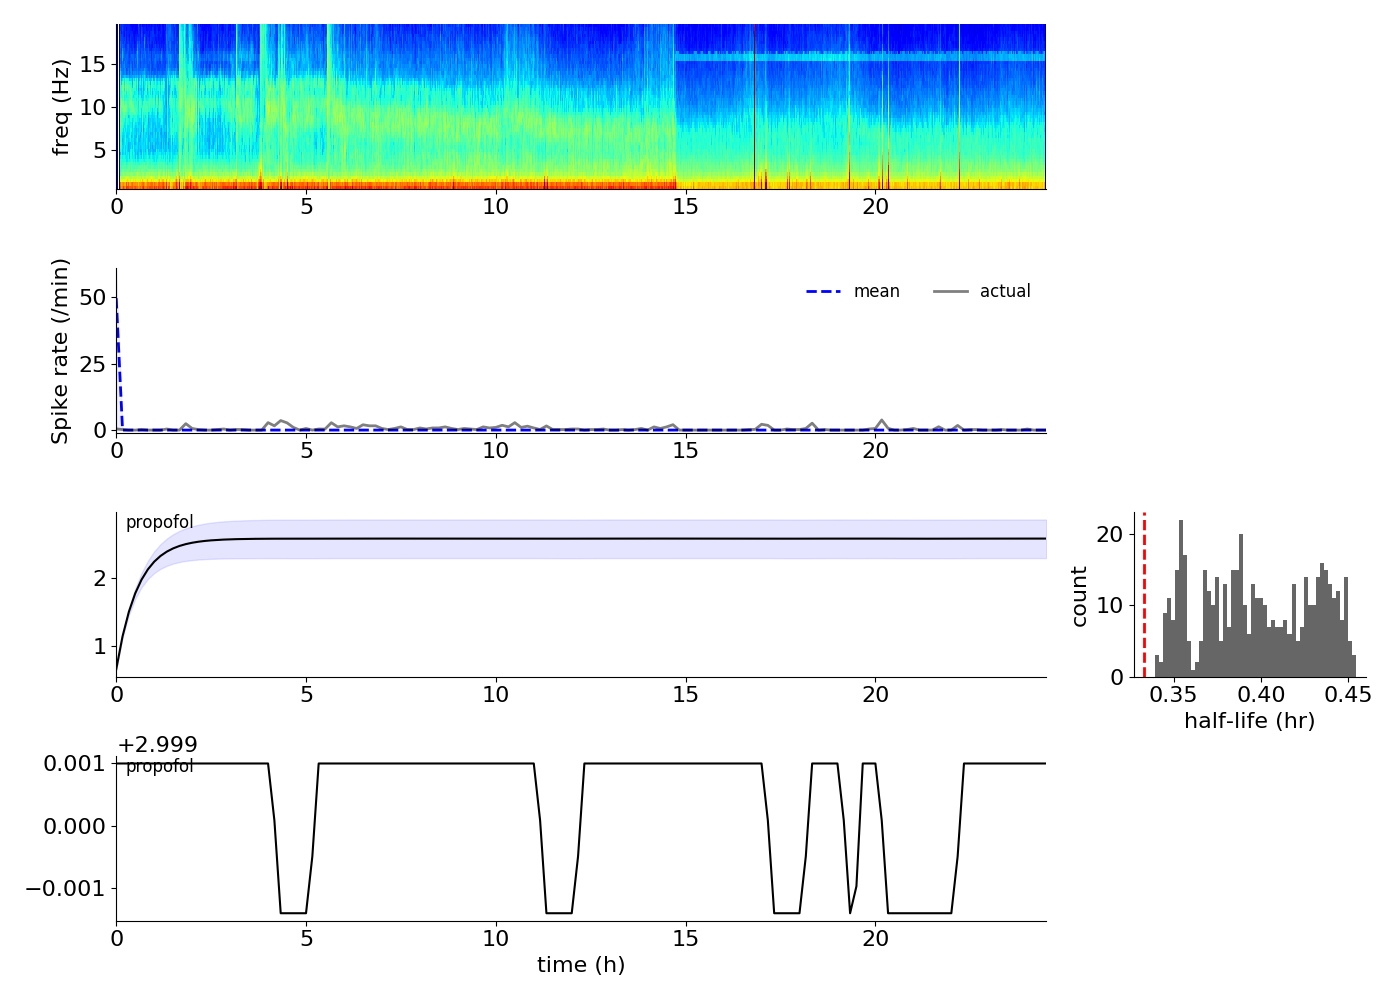 freq (Hz)
15
10
5
0 5 10 15 20
Spike rate (/min)
50
25
0
mean actual
0 5 10 15 20
propofol
2
1
0 5 10 15 20
count
20
10
0
0.35 0.40 0.45
half-life (hr)
+2.999
propofol
0.001
0.000
−0.001
0 5 10 15 20
time (h)